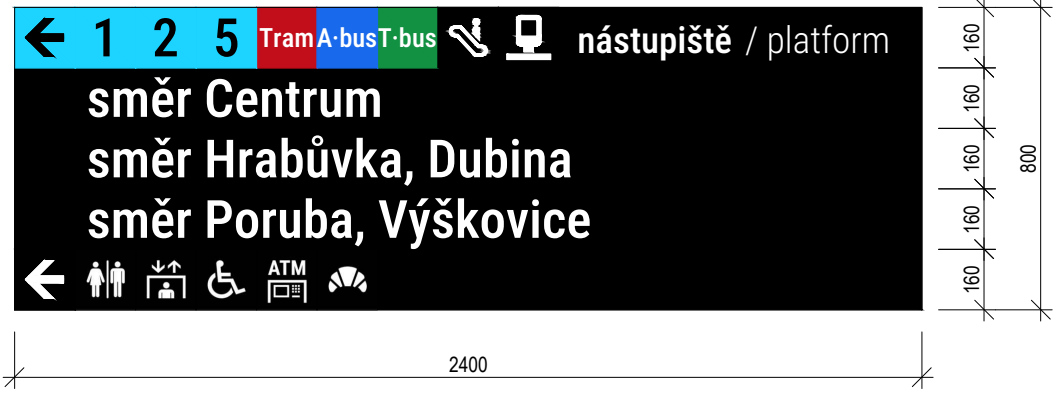 1 2 5 Tram A·bus T·bus nástupiště / platform
směr Centrum
směr Hrabůvka, Dubina
směr Poruba, Výškovice
ATM
160
160
160
160
160
800
2400